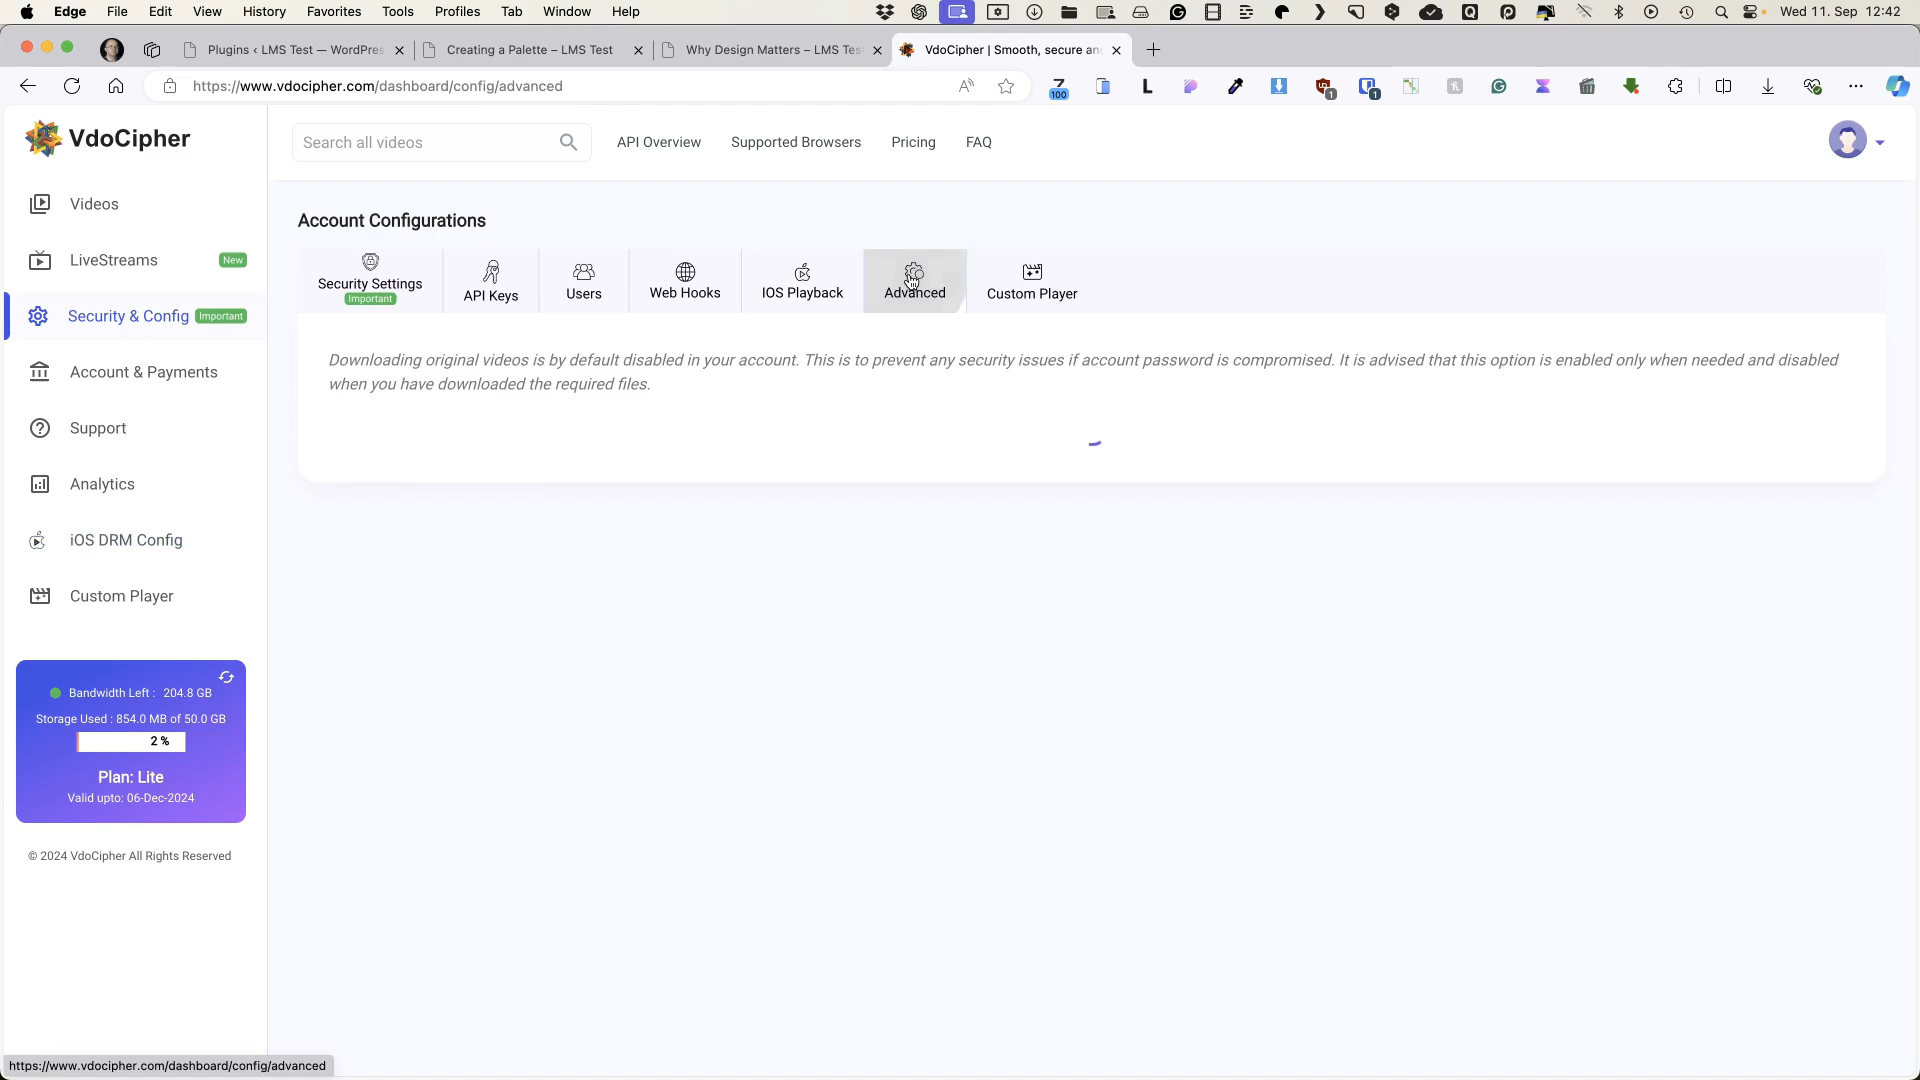 Edge File Edit View History Favorites Tools Profiles Tab Window Help Wed 11. Sep 12:42
Plugins ‹ LMS Test — WordPres
Creating a Palette – LMS Test
Why Design Matters – LMS Tes
VdoCipher | Smooth, secure an
https://www.vdocipher.com/dashboard/config/advanced
100
1
1
VdoCipher
Search all videos
API Overview
Supported Browsers
Pricing
FAQ
Videos
LiveStreams New
Security & Config Important
Account & Payments
Support
Analytics
iOS DRM Config
Custom Player
Account Configurations
Security Settings
Important
API Keys
Users
Web Hooks
IOS Playback
Advanced
Custom Player
Downloading original videos is by default disabled in your account. This is to prevent any security issues if account password is compromised. It is advised that this option is enabled only when needed and disabled
when you have downloaded the required files.
Bandwidth Left : 204.8 GB
Storage Used : 854.0 MB of 50.0 GB
2 %
Plan: Lite
Valid upto: 06-Dec-2024
© 2024 VdoCipher All Rights Reserved
https://www.vdocipher.com/dashboard/config/advanced